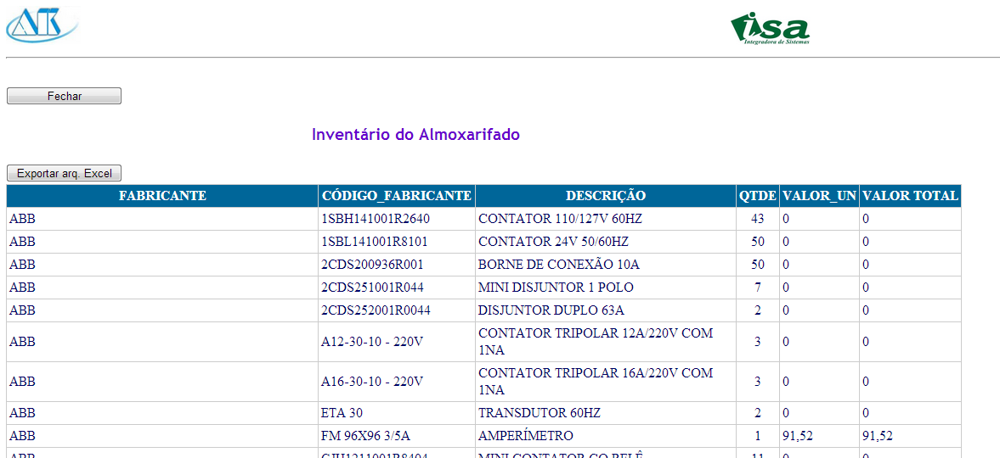 ATK
isa
Integradora de Sistemas
Fechar
Inventário do Almoxarifado
Exportar arq. Excel
FABRICANTE CÓDIGO_FABRICANTE DESCRIÇÃO QTDE VALOR_UN VALOR TOTAL
ABB 1SBH141001R2640 CONTATOR 110/127V 60HZ 43 0 0
ABB 1SBL141001R8101 CONTATOR 24V 50/60HZ 50 0 0
ABB 2CDS200936R001 BORNE DE CONEXÃO 10A 50 0 0
ABB 2CDS251001R044 MINI DISJUNTOR 1 POLO 7 0 0
ABB 2CDS252001R0044 DISJUNTOR DUPLO 63A 2 0 0
ABB A12-30-10 - 220V CONTATOR TRIPOLAR 12A/220V COM
1NA 3 0 0
ABB A16-30-10 - 220V CONTATOR TRIPOLAR 16A/220V COM
1NA 3 0 0
ABB ETA 30 TRANSDUTOR 60HZ 2 0 0
ABB FM 96X96 3/5A AMPERÍMETRO 1 91,52 91,52
ABB MINI CONTATOR CO RELÊ 11 0 0